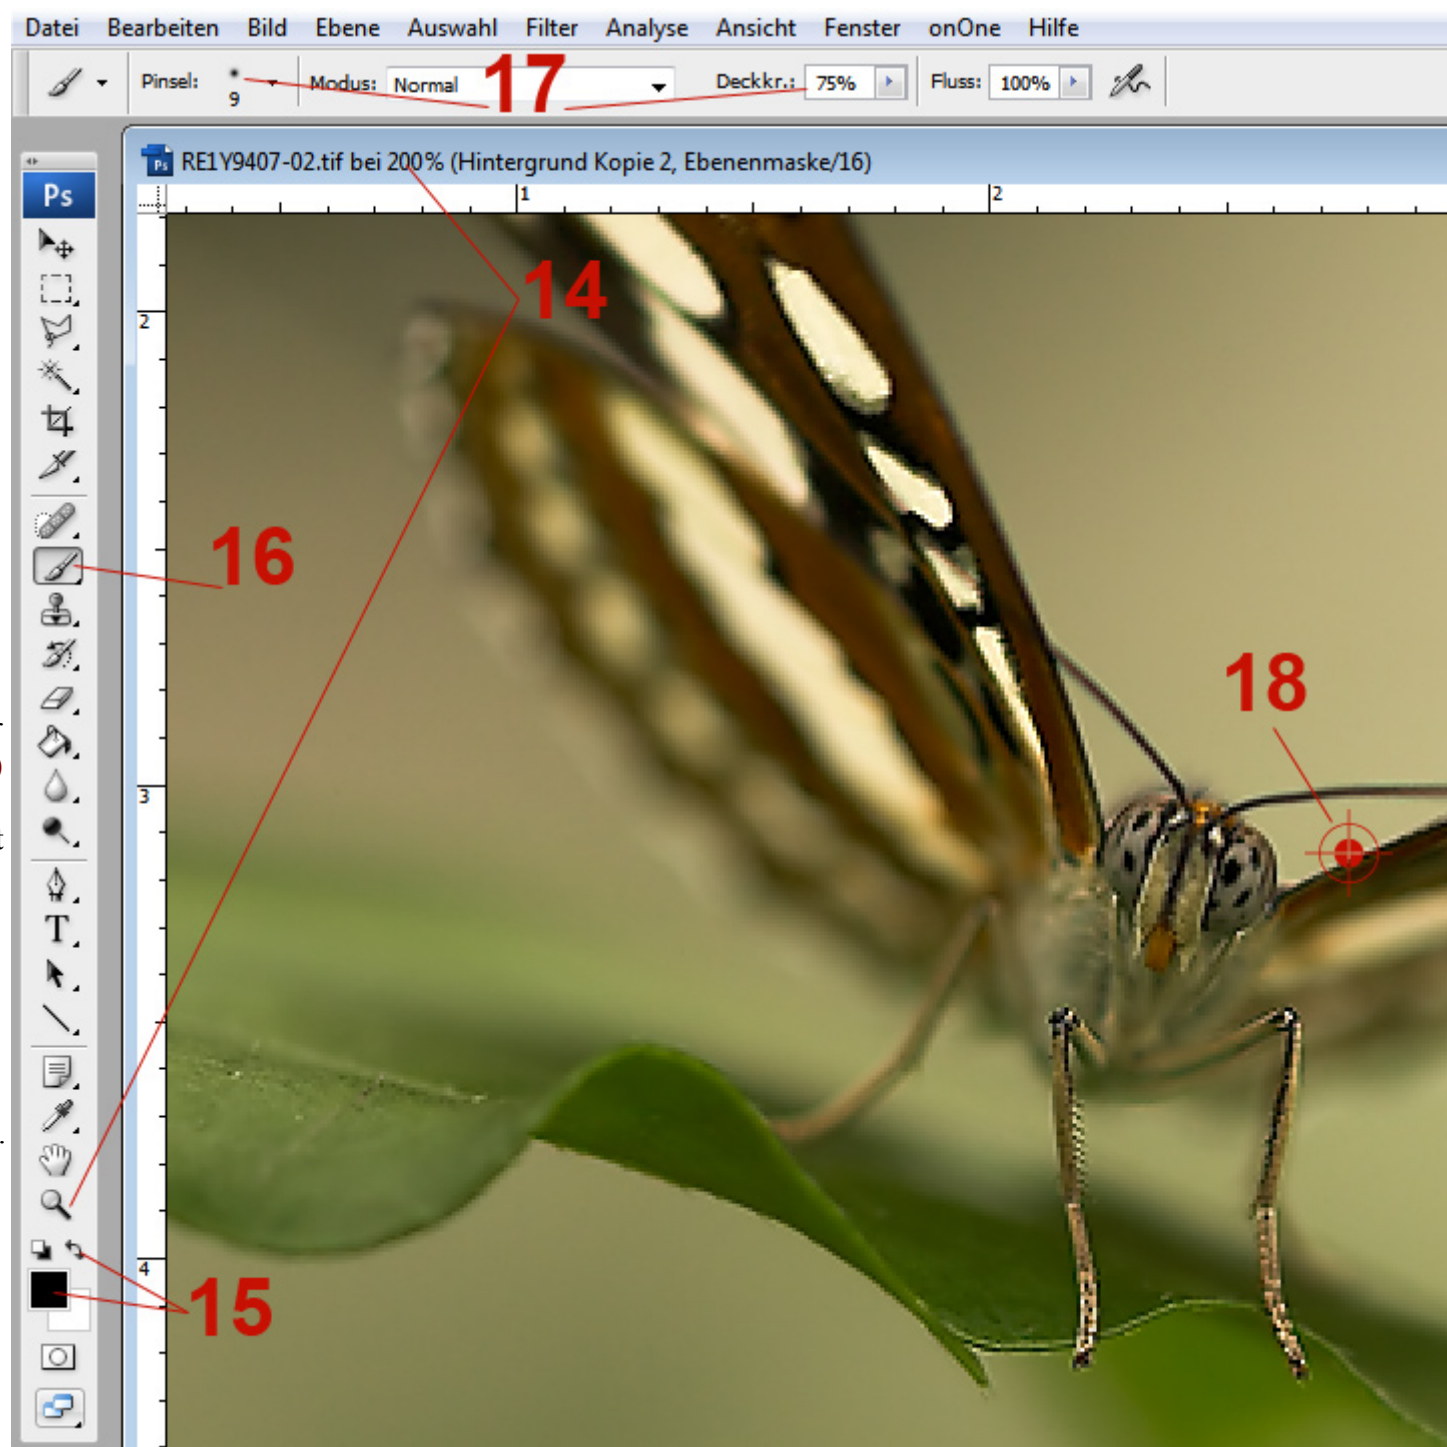 Datei Bearbeiten Bild Ebene Auswahl Filter Analyse Ansicht Fenster onOne Hilfe
Pinsel: 9 Modus: Normal 17 Deckkr.: 75% Fluss: 100%
Ps RE1Y9407-02.tif bei 200% (Hintergrund Kopie 2, Ebenenmaske/16)
Ps
1 2
14
2
16
18
3
T
4
15